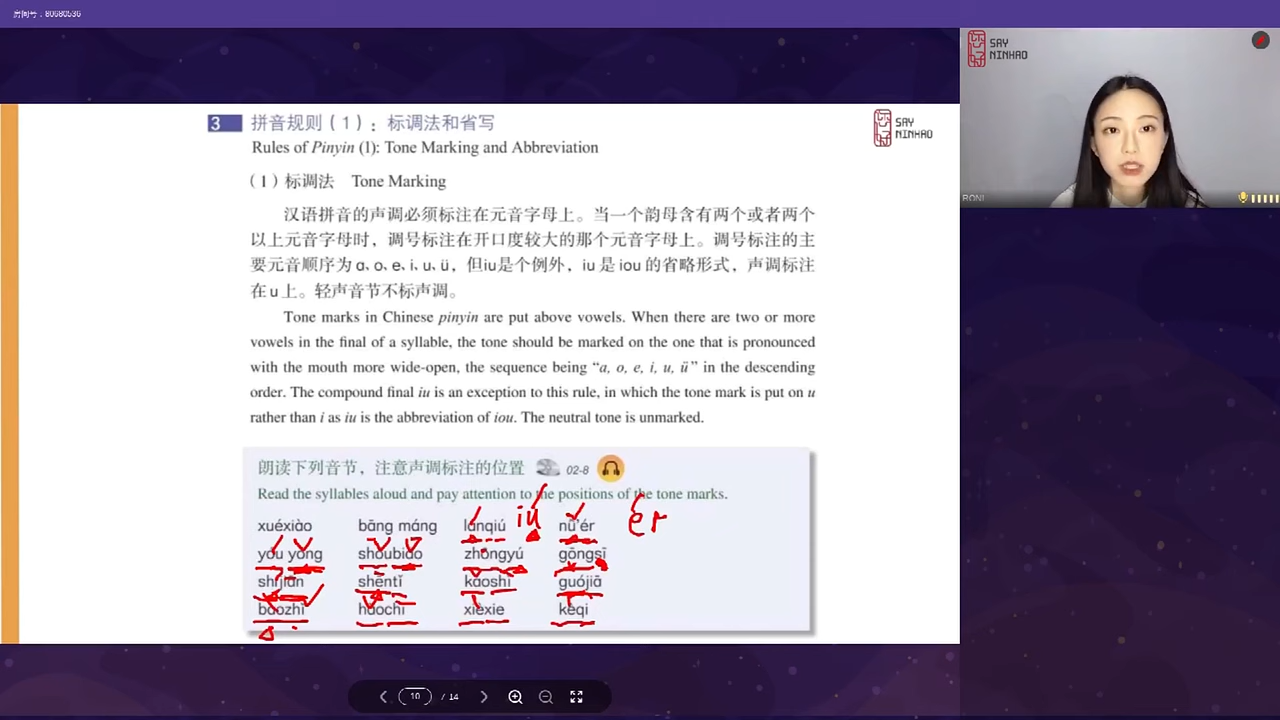 房间号：80680536
SAY
NINHAO
RONI
3 拼音规则（1）：标调法和省写
SAY
NINHAO
Rules of Pinyin (1): Tone Marking and Abbreviation
（1）标调法 Tone Marking
汉语拼音的声调必须标注在元音字母上。当一个韵母含有两个或者两个
以上元音字母时，调号标注在开口度较大的那个元音字母上。调号标注的主
要元音顺序为 a、o、e、i、u、ü，但iu是个例外，iu 是 iou 的省略形式，声调标注
在 u 上。轻声音节不标声调。
Tone marks in Chinese pinyin are put above vowels. When there are two or more
vowels in the final of a syllable, the tone should be marked on the one that is pronounced
with the mouth more wide-open, the sequence being “a, o, e, i, u, ü” in the descending
order. The compound final iu is an exception to this rule, in which the tone mark is put on u
rather than i as iu is the abbreviation of iou. The neutral tone is unmarked.
朗读下列音节，注意声调标注的位置 02-8
Read the syllables aloud and pay attention to the positions of the tone marks.
xuéxiào bāng máng lánqiú iú nǚ'ér ér
yóu yǒng shǒubiǎo zhōngyú gōngsī
shíjiān shēntǐ kǎoshì guójiā
bàozhǐ hǎochī xièxie kèqi
10 / 14